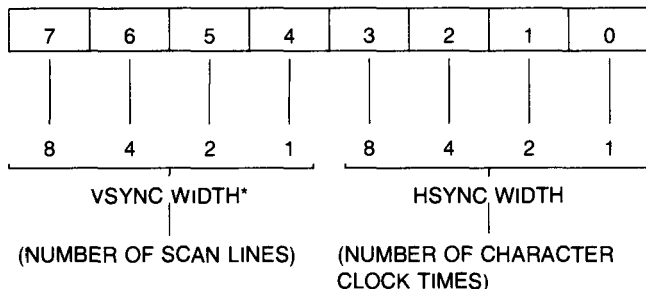 7 6 5 4 3 2 1 0
8 4 2 1 8 4 2 1
VSYNC WIDTH* HSYNC WIDTH
(NUMBER OF SCAN LINES) (NUMBER OF CHARACTER
CLOCK TIMES)